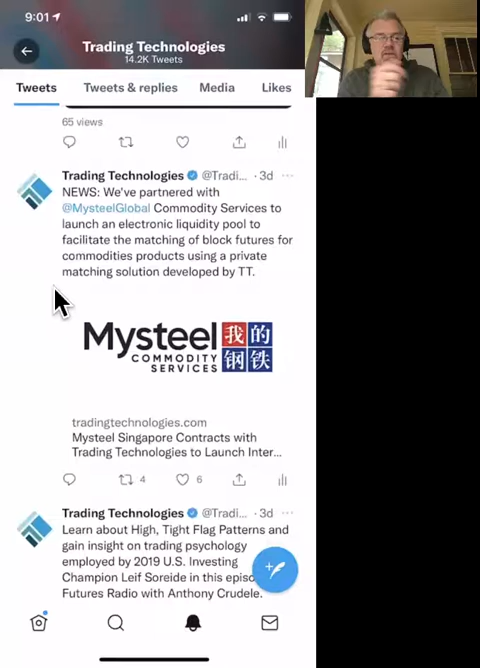 9:01
Trading Technologies
14.2K Tweets
Tweets Tweets & replies Media Likes
65 views
Trading Technologies @Tradi... · 3d
NEWS: We've partnered with
@MysteelGlobal Commodity Services to
launch an electronic liquidity pool to
facilitate the matching of block futures for
commodities products using a private
matching solution developed by TT.
Mysteel 我的
COMMODITY 钢铁
SERVICES
tradingtechnologies.com
Mysteel Singapore Contracts with
Trading Technologies to Launch Inter...
4 6
Trading Technologies @Tradi... · 3d
Learn about High, Tight Flag Patterns and
gain insight on trading psychology
employed by 2019 U.S. Investing
Champion Leif Soreide in this episo
Futures Radio with Anthony Crudele.